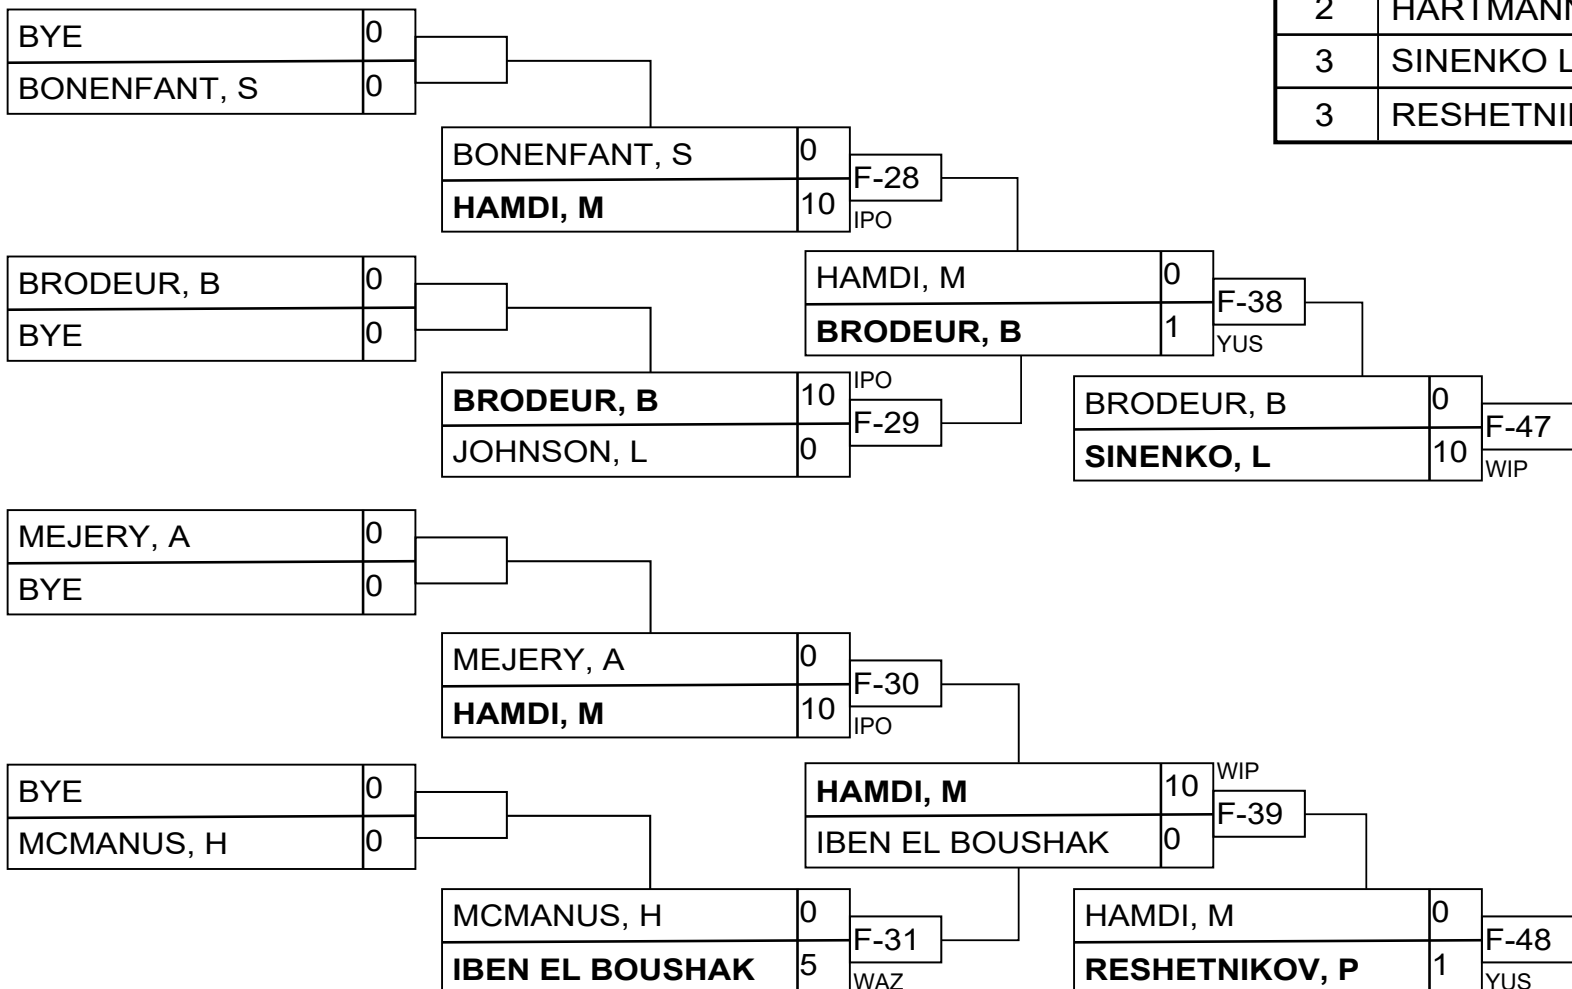 2 HARTMANN
3 SINENKO L
3
BYE 0
BONENFANT, S 0
BONENFANT, S 0
HAMDI, M 10
F-28
IPO
BRODEUR, B 0
BYE 0
HAMDI, M 0
BRODEUR, B 1
F-38
YUS
BRODEUR, B 10
JOHNSON, L 0
IPO
F-29
BRODEUR, B 0
SINENKO, L 10
F-47
WIP
MEJERY, A 0
BYE 0
MEJERY, A 0
HAMDI, M 10
F-30
IPO
BYE 0
MCMANUS, H 0
HAMDI, M 10
IBEN EL BOUSHAK 0
WIP
F-39
MCMANUS, H 0
IBEN EL BOUSHAK 5
F-31
WAZ
HAMDI, M 0
RESHETNIKOV, P 1
F-48
YUS